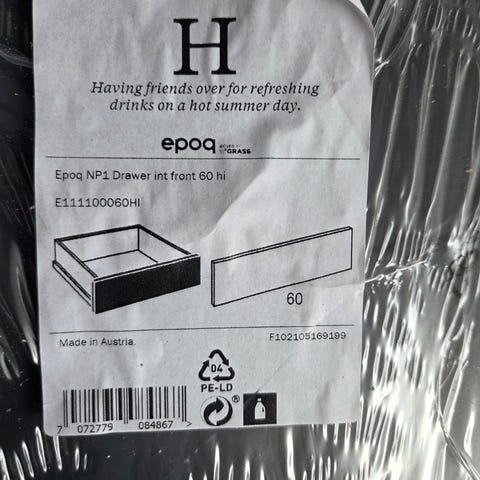 H
Having friends over for refreshing
drinks on a hot summer day.
epoq
GRASS
Epoq NP1 Drawer int front 60 hi
E111100060HI
60
Made in Austria.
F102105169199
04
PE-LD
®
7 072779 084867 >